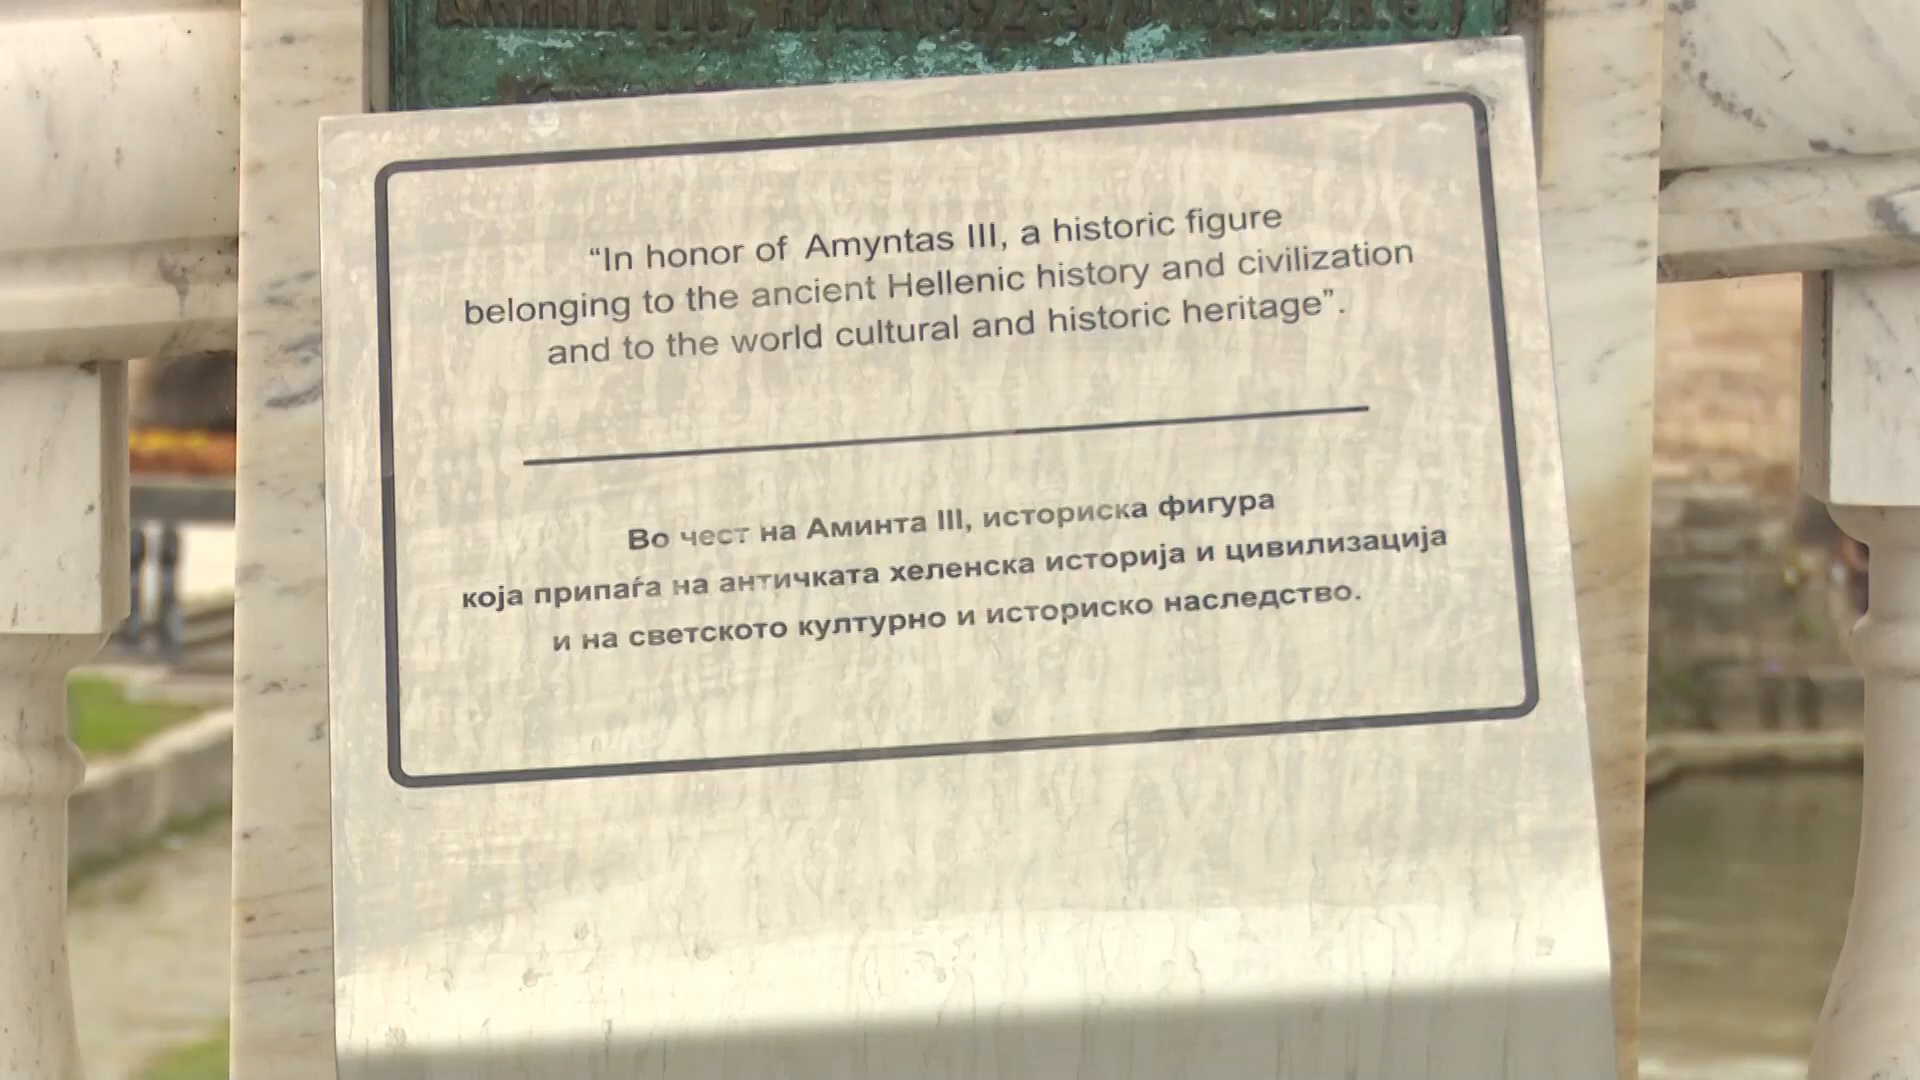 “In honor of Amyntas III, a historic figure
belonging to the ancient Hellenic history and civilization
and to the world cultural and historic heritage”.
Во чест на Аминта III, историска фигура
која припаѓа на античката хеленска историја и цивилизација
и на светското културно и историско наследство.